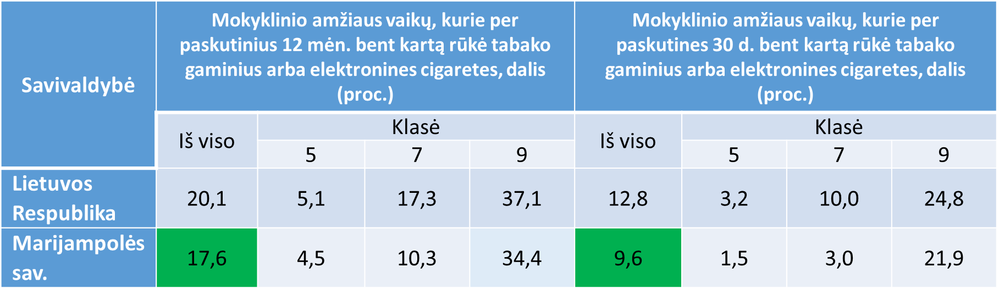 Savivaldybė
Mokyklinio amžiaus vaikų, kurie per
paskutinius 12 mėn. bent kartą rūkė tabako
gaminius arba elektronines cigaretes, dalis
(proc.)
Mokyklinio amžiaus vaikų, kurie per
paskutines 30 d. bent kartą rūkė tabako
gaminius arba elektronines cigaretes, dalis
(proc.)
Iš viso
Klasė
Iš viso
Klasė
5 7 9 5 7 9
Lietuvos
Respublika
20,1 5,1 17,3 37,1 12,8 3,2 10,0 24,8
Marijampolės
sav.
17,6 4,5 10,3 34,4 9,6 1,5 3,0 21,9